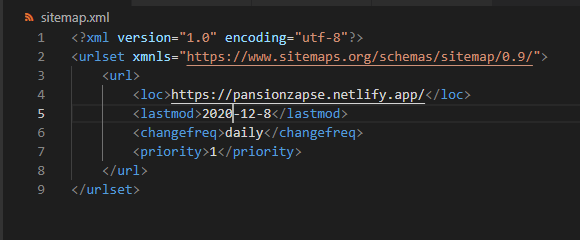 sitemap.xml
1 <?xml version="1.0" encoding="utf-8"?>
2 <urlset xmlns="https://www.sitemaps.org/schemas/sitemap/0.9/">
3 <url>
4 <loc>https://pansionzapse.netlify.app/</loc>
5 <lastmod>2020-12-8</lastmod>
6 <changefreq>daily</changefreq>
7 <priority>1</priority>
8 </url>
9 </urlset>